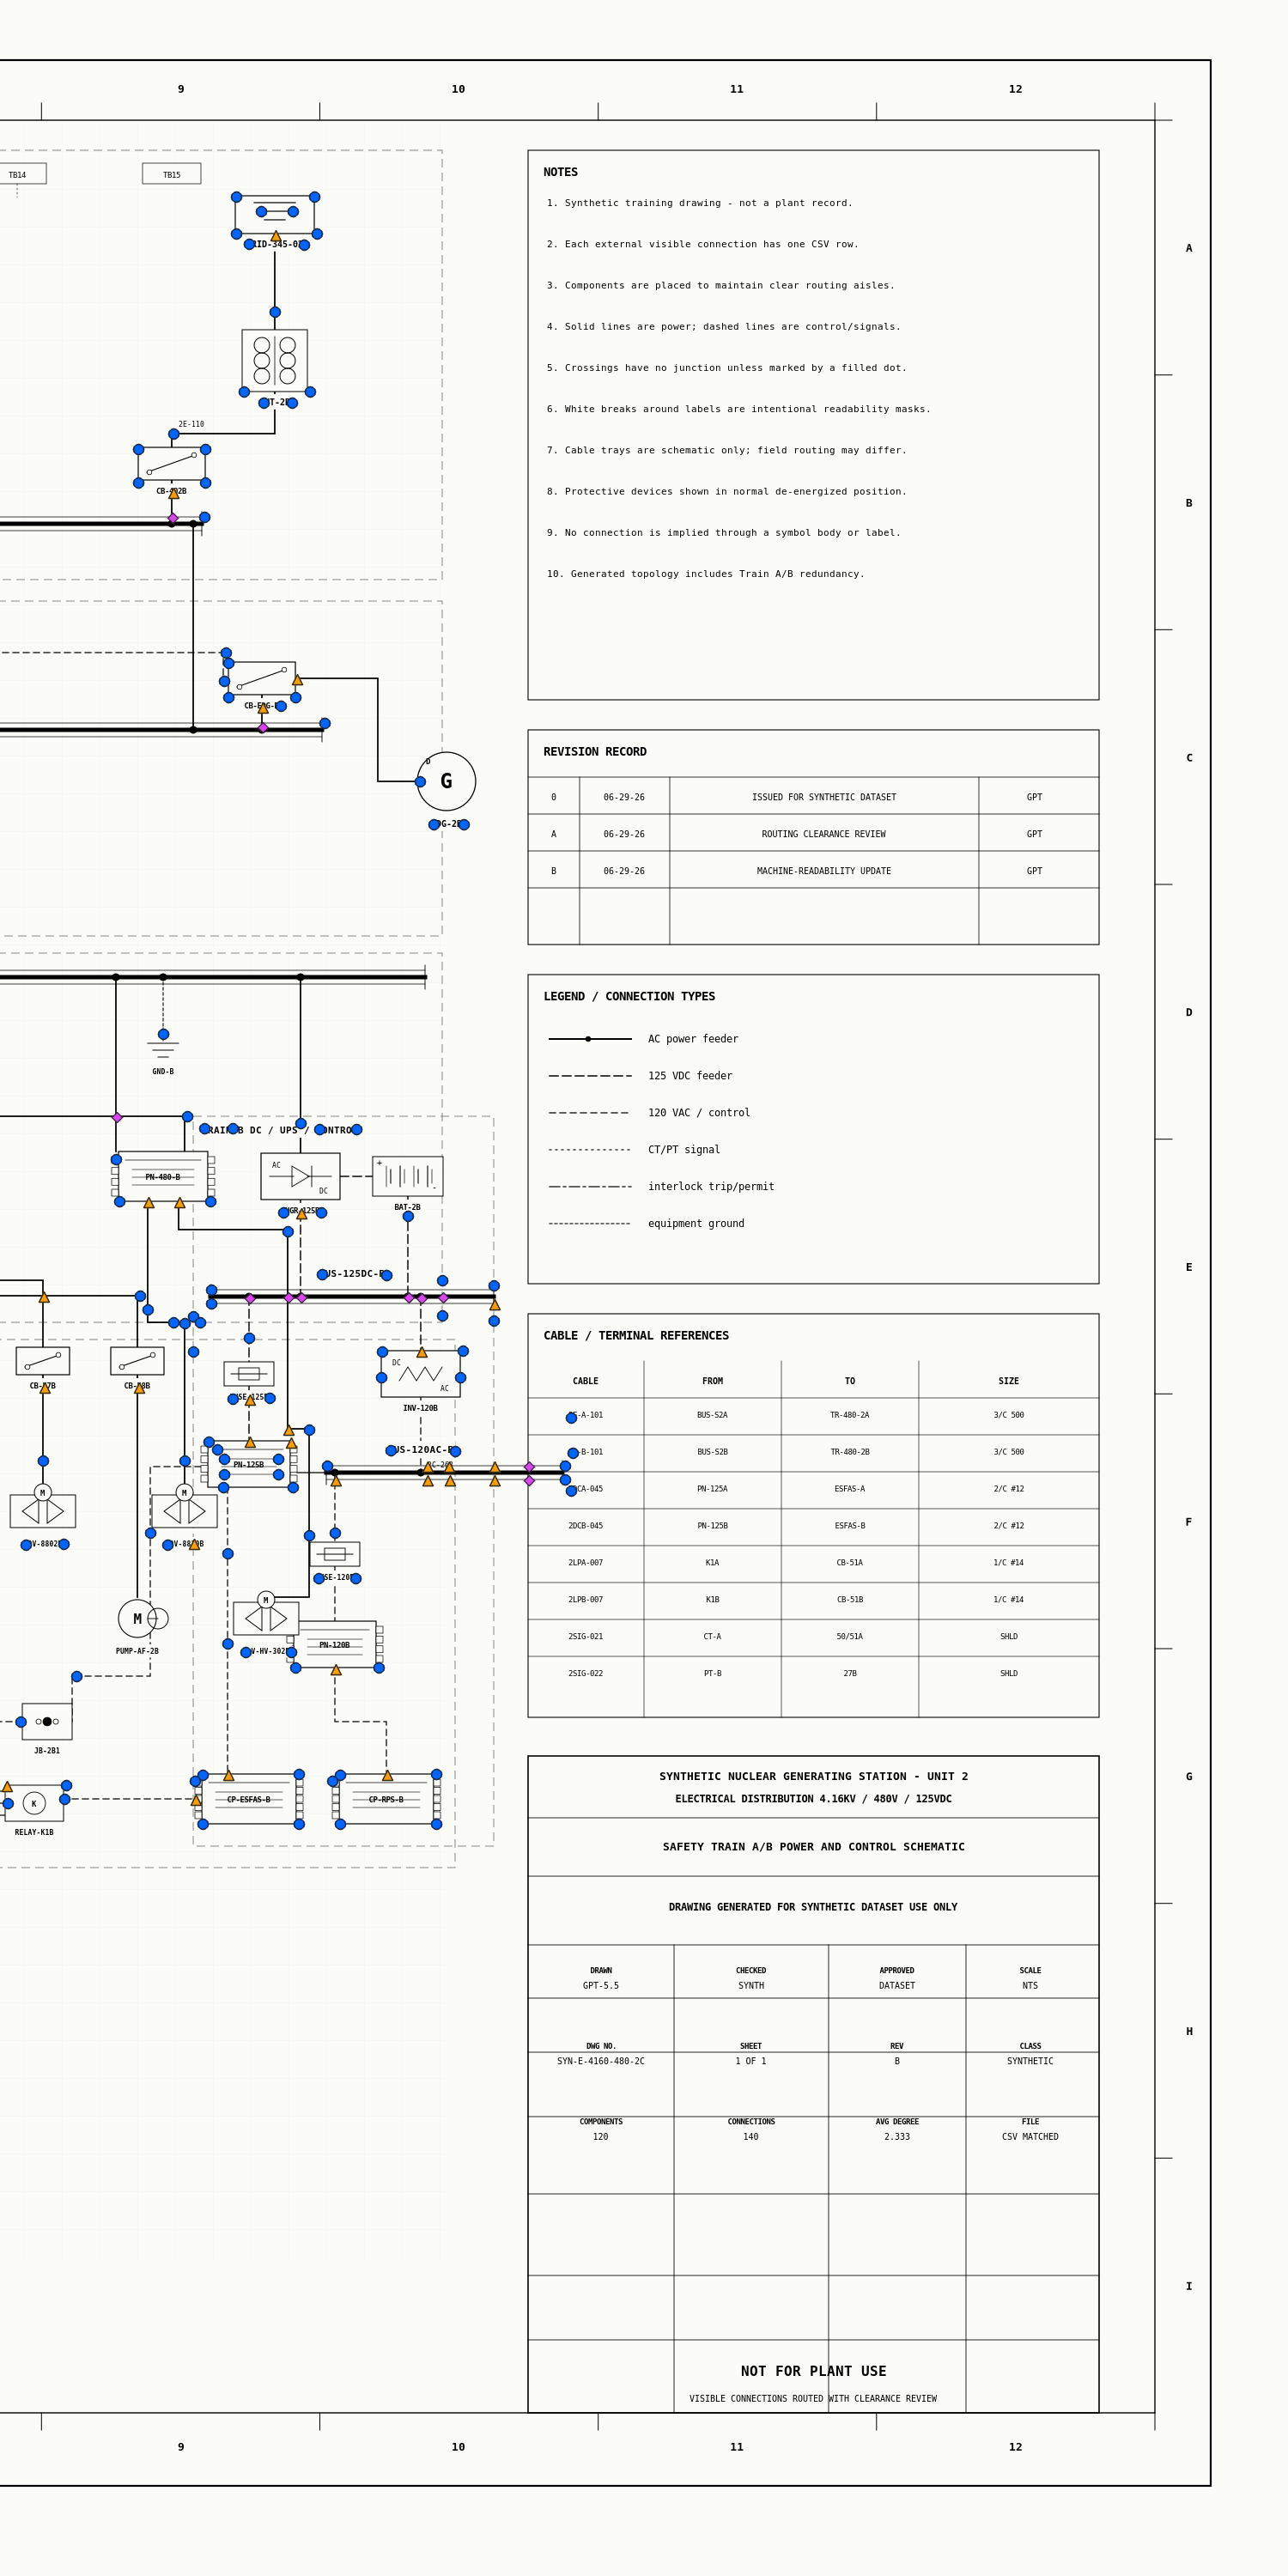 9 10 11 12
TB14
TB15
NOTES
1. Synthetic training drawing - not a plant record.
2. Each external visible connection has one CSV row.
3. Components are placed to maintain clear routing aisles.
4. Solid lines are power; dashed lines are control/signals.
5. Crossings have no junction unless marked by a filled dot.
6. White breaks around labels are intentional readability masks.
7. Cable trays are schematic only; field routing may differ.
8. Protective devices shown in normal de-energized position.
9. No connection is implied through a symbol body or label.
10. Generated topology includes Train A/B redundancy.
A
B
C
D
E
F
G
H
I
2E-110
D
G
REVISION RECORD
0 06-29-26 ISSUED FOR SYNTHETIC DATASET GPT
A 06-29-26 ROUTING CLEARANCE REVIEW GPT
B 06-29-26 MACHINE-READABILITY UPDATE GPT
GND-B
LEGEND / CONNECTION TYPES
AC power feeder
125 VDC feeder
120 VAC / control
CT/PT signal
interlock trip/permit
equipment ground
DC / UPS /
PN-480-B
AC
DC
+
-
BAT-2B
DC
AC
INV-120B
PN-125B
M
M
M
M
PUMP-AF-2B
PN-120B
JB-2B1
K
RELAY-K1B
CP-ESFAS-B
CP-RPS-B
CABLE / TERMINAL REFERENCES
CABLE FROM TO SIZE
BUS-S2A TR-480-2A 3/C 500
BUS-S2B TR-480-2B 3/C 500
PN-125A ESFAS-A 2/C #12
2DCB-045 PN-125B ESFAS-B 2/C #12
2LPA-007 K1A CB-51A 1/C #14
2LPB-007 K1B CB-51B 1/C #14
2SIG-021 CT-A 50/51A SHLD
2SIG-022 PT-B 27B SHLD
SYNTHETIC NUCLEAR GENERATING STATION - UNIT 2
ELECTRICAL DISTRIBUTION 4.16KV / 480V / 125VDC
SAFETY TRAIN A/B POWER AND CONTROL SCHEMATIC
DRAWING GENERATED FOR SYNTHETIC DATASET USE ONLY
DRAWN CHECKED APPROVED SCALE
GPT-5.5 SYNTH DATASET NTS
DWG NO. SHEET REV CLASS
SYN-E-4160-480-2C 1 OF 1 B SYNTHETIC
COMPONENTS CONNECTIONS AVG DEGREE FILE
120 140 2.333 CSV MATCHED
NOT FOR PLANT USE
VISIBLE CONNECTIONS ROUTED WITH CLEARANCE REVIEW
9 10 11 12